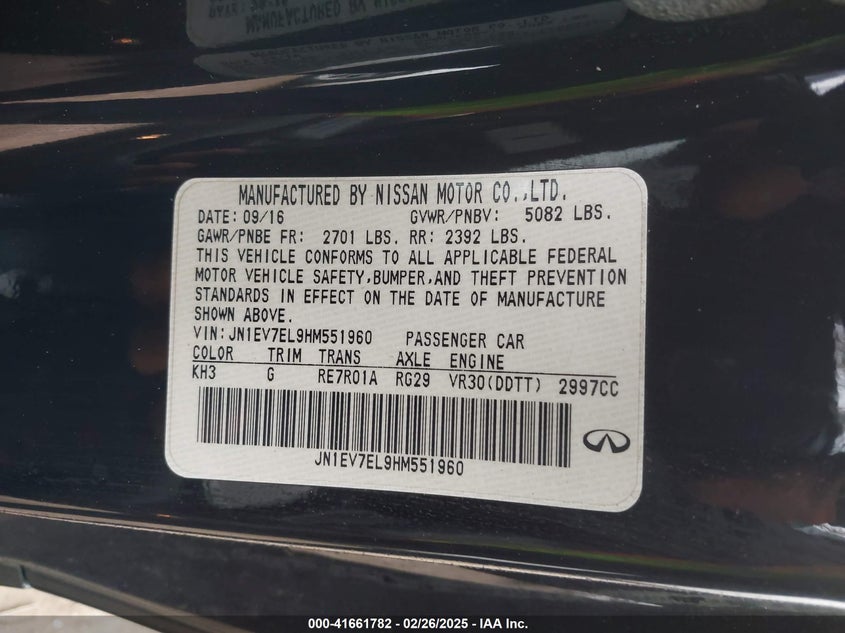 MANUFACTURED BY NISSAN MOTOR CO.,LTD.
DATE: 09/16 GVWR/PNBV: 5082 LBS.
GAWR/PNBE FR: 2701 LBS. RR: 2392 LBS.
THIS VEHICLE CONFORMS TO ALL APPLICABLE FEDERAL
MOTOR VEHICLE SAFETY,BUMPER,AND THEFT PREVENTION
STANDARDS IN EFFECT ON THE DATE OF MANUFACTURE
SHOWN ABOVE.
VIN: JN1EV7EL9HM551960 PASSENGER CAR
COLOR TRIM TRANS AXLE ENGINE
KH3 G RE7R01A RG29 VR30(DDTT) 2997CC
JN1EV7EL9HM551960
000-41661782 / 02/26/2025 - IAA Inc.